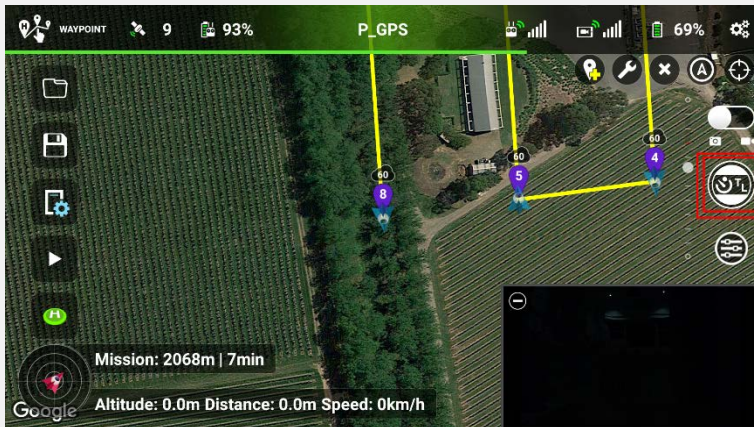 WAYPOINT 9 93% P_GPS 69%
A
60 60 60
8 5 4
TL
H
Mission: 2068m | 7min
Google
Altitude: 0.0m Distance: 0.0m Speed: 0km/h